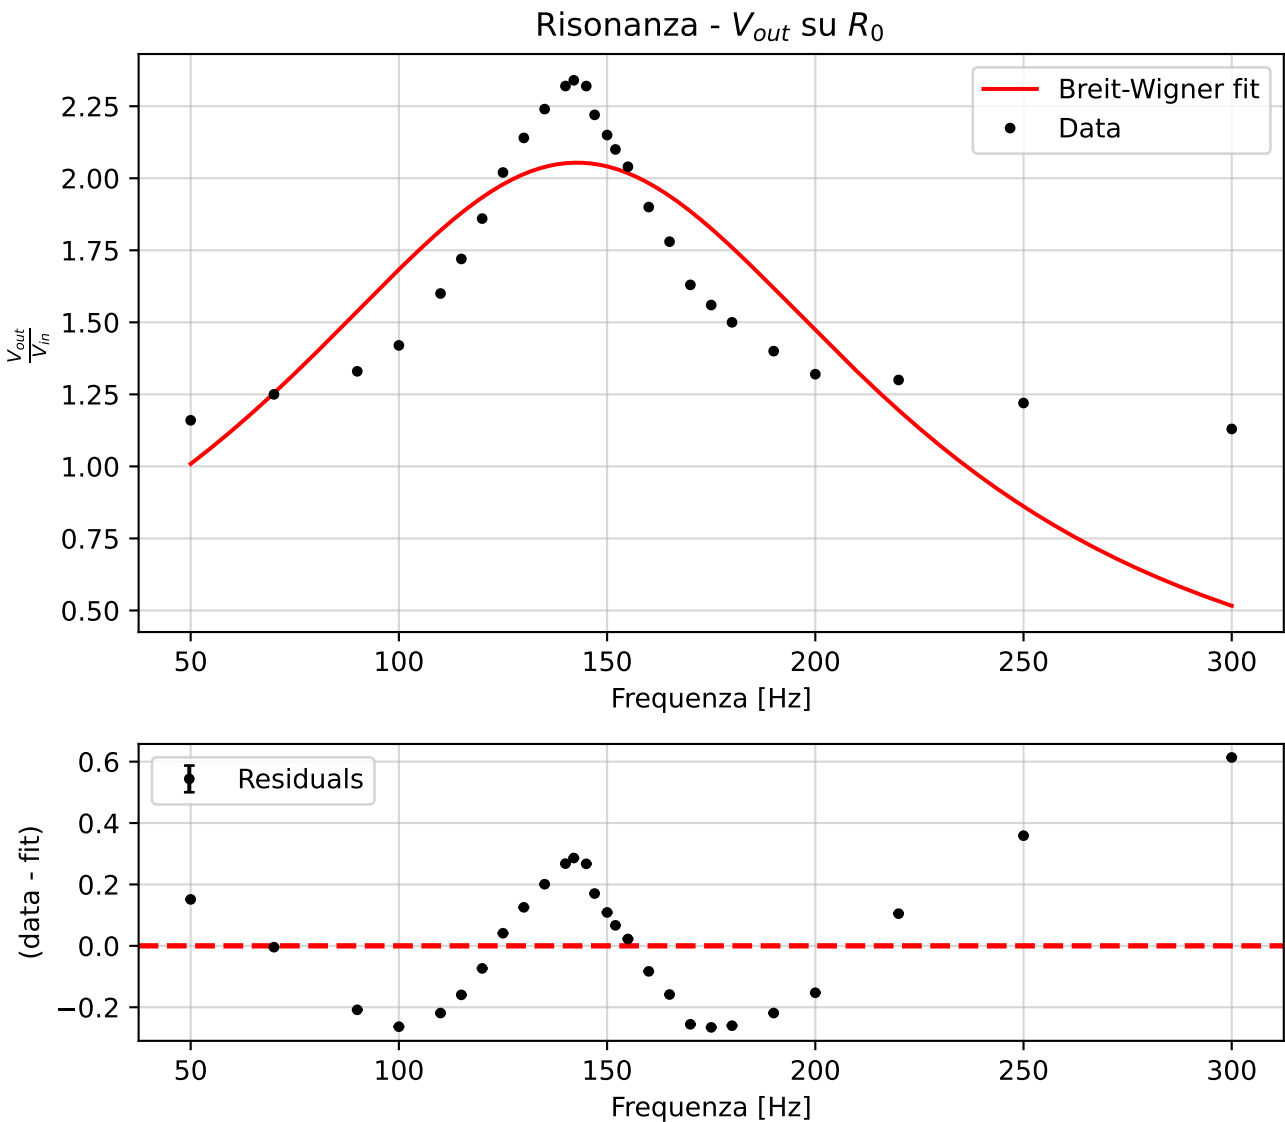 Risonanza - V_out su R_0
Breit-Wigner fit
Data
2.25
2.00
1.75
1.50
1.25
1.00
0.75
0.50
V_out
V_in
50 100 150 200 250 300
Frequenza [Hz]
Residuals
0.6
0.4
0.2
0.0
−0.2
(data - fit)
50 100 150 200 250 300
Frequenza [Hz]